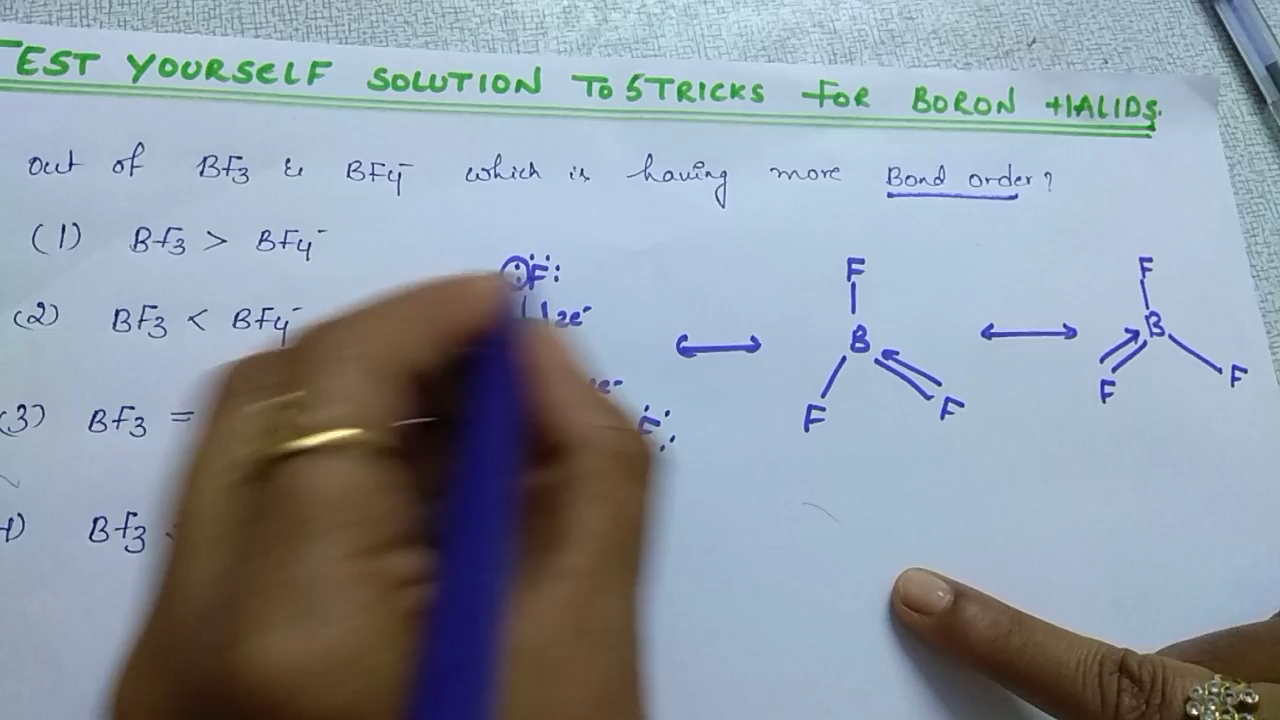 TEST YOURSELF SOLUTION TO 5 TRICKS FOR BORON HALIDS.
out of BF3 & BF4⁻ which is having more Bond order?
(1) BF3 > BF4⁻
(2) BF3 < BF4⁻
(3) BF3 =
BF3
F
2e⁻
F
F
B
F
F
F
B
F
F